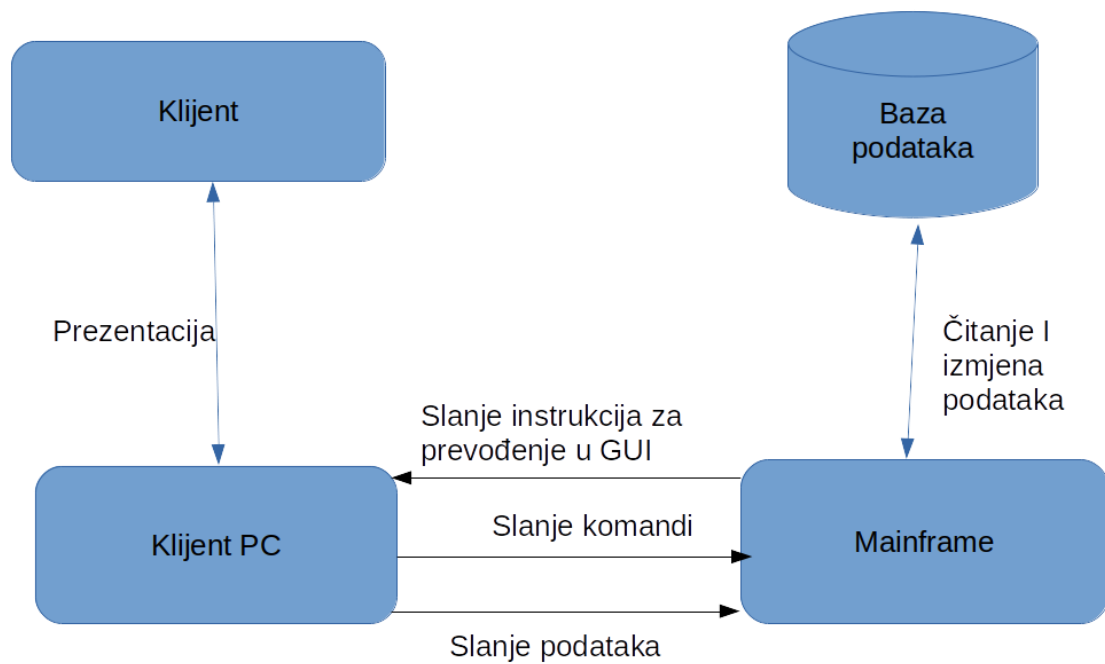 Klijent
Baza
podataka
Prezentacija
Čitanje I
izmjena
podataka
Slanje instrukcija za
prevođenje u GUI
Klijent PC
Slanje komandi
Mainframe
Slanje podataka